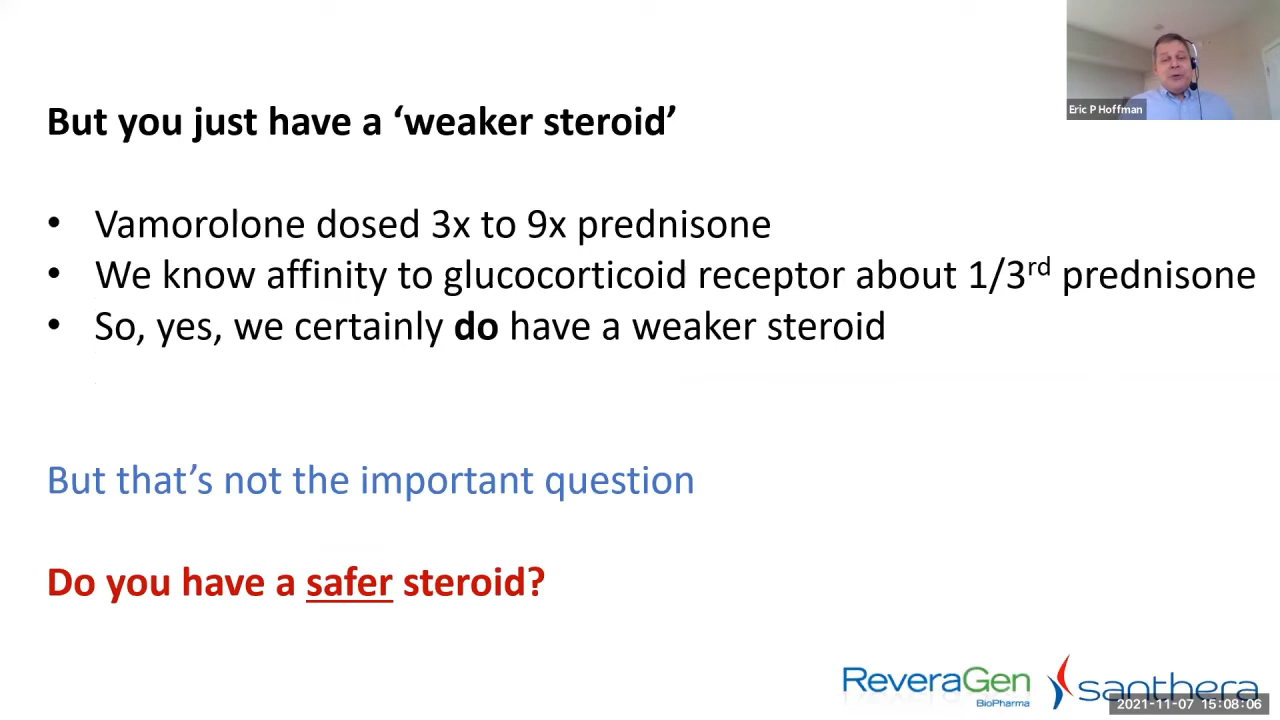 Eric P Hoffman
But you just have a ‘weaker steroid’
• Vamorolone dosed 3x to 9x prednisone
• We know affinity to glucocorticoid receptor about 1/3rd prednisone
• So, yes, we certainly do have a weaker steroid
But that’s not the important question
Do you have a safer steroid?
ReveraGen
BioPharma
santhera
2021-11-07 15:08:06